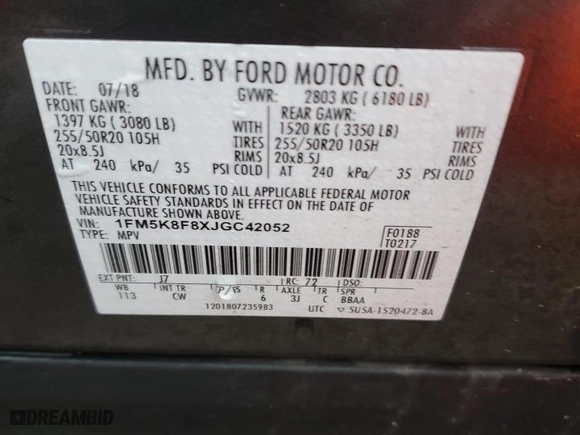 MFD. BY FORD MOTOR CO.
DATE: 07/18 GVWR: 2803 KG ( 6180 LB)
FRONT GAWR: REAR GAWR:
1397 KG ( 3080 LB) WITH 1520 KG ( 3350 LB) WITH
255/50R20 105H TIRES 255/50R20 105H TIRES
20x8.5J RIMS 20x8.5J RIMS
AT 240 kPa/ 35 PSI COLD AT 240 kPa/ 35 PSI COLD
THIS VEHICLE CONFORMS TO ALL APPLICABLE FEDERAL MOTOR
VEHICLE SAFETY STANDARDS IN EFFECT ON THE DATE OF
MANUFACTURE SHOWN ABOVE.
VIN: 1FM5K8F8XJGC42052 F0188
TYPE: MPV T0217
EXT PNT: J7 RC: 72 DSO:
WB INT TR TP/PS R AXLE TR SPR
113 CW 6 3J C BBAA
1201807235983 UTC ▽ 5U5A-1520472-BA
DREAMBID